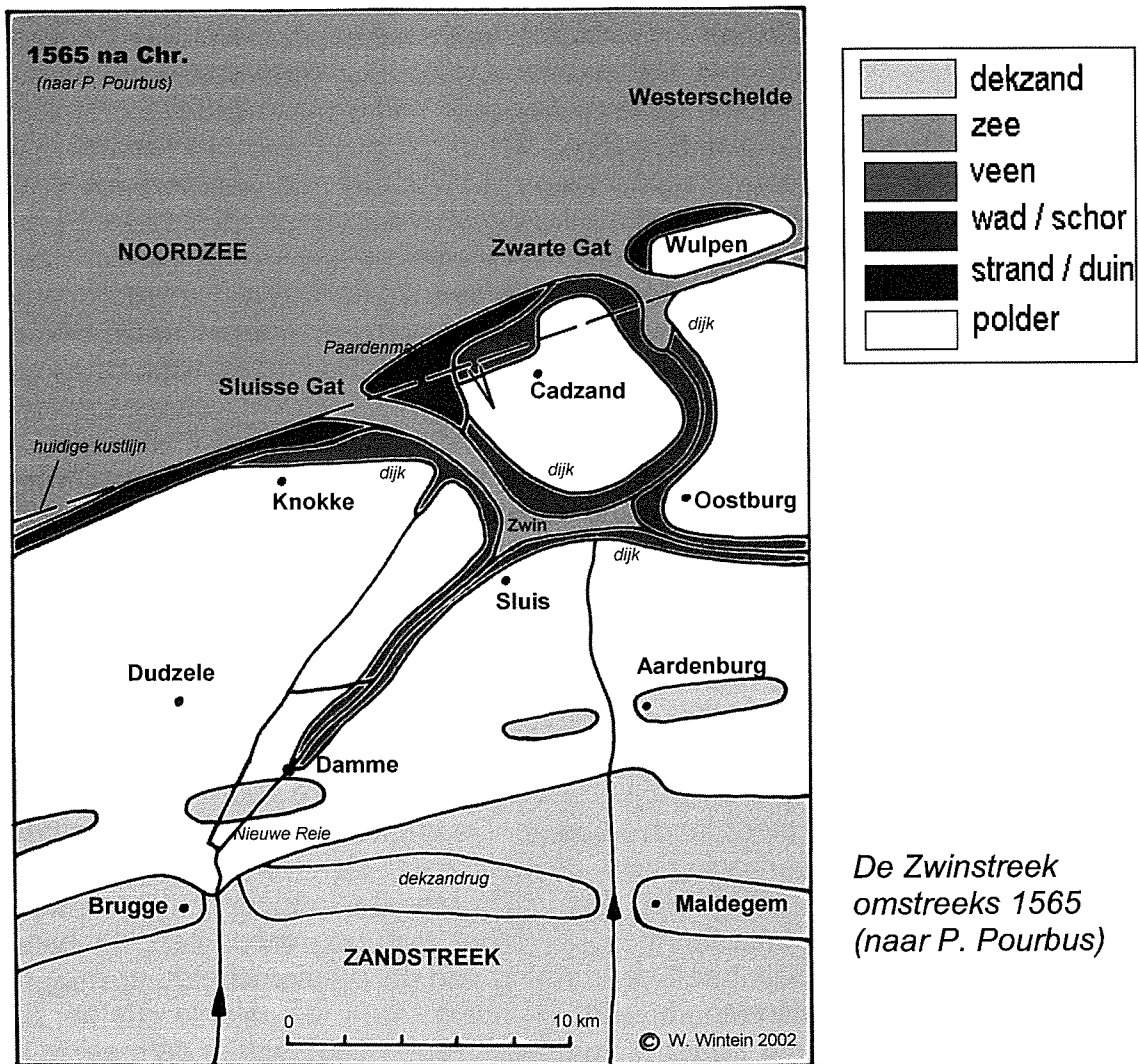 1565 na Chr.
(naar P. Pourbus)
Westerschelde
NOORDZEE
Zwarte Gat
Wulpen
dijk
Sluisse Gat
Cadzand
huidige kustlijn
dijk
dijk
Knokke
Oostburg
Zwin
dijk
Sluis
Dudzele
Aardenburg
Damme
Nieuwe Reie
dekzandrug
Brugge
Maldegem
ZANDSTREEK
0
10 km
© W. Wintein 2002
dekzand
zee
veen
wad / schor
strand / duin
polder
De Zwinstreek
omstreeks 1565
(naar P. Pourbus)